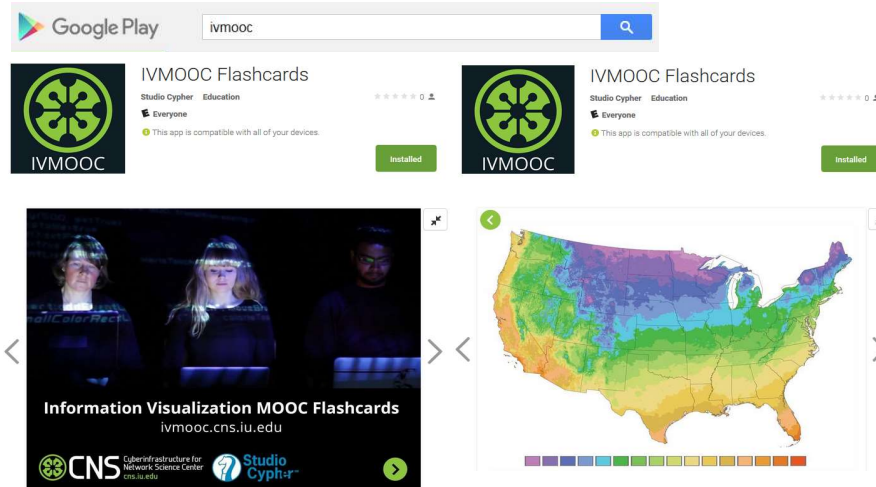 Google Play
ivmooc
IVMOOC
IVMOOC Flashcards
Studio Cypher Education
0
E Everyone
This app is compatible with all of your devices.
Installed
IVMOOC
IVMOOC Flashcards
Studio Cypher Education
0
E Everyone
This app is compatible with all of your devices.
Installed
Information Visualization MOOC Flashcards
ivmooc.cns.iu.edu
CNS
Cyberinfrastructure for
Network Science Center
cns.iu.edu
Studio
Cypher